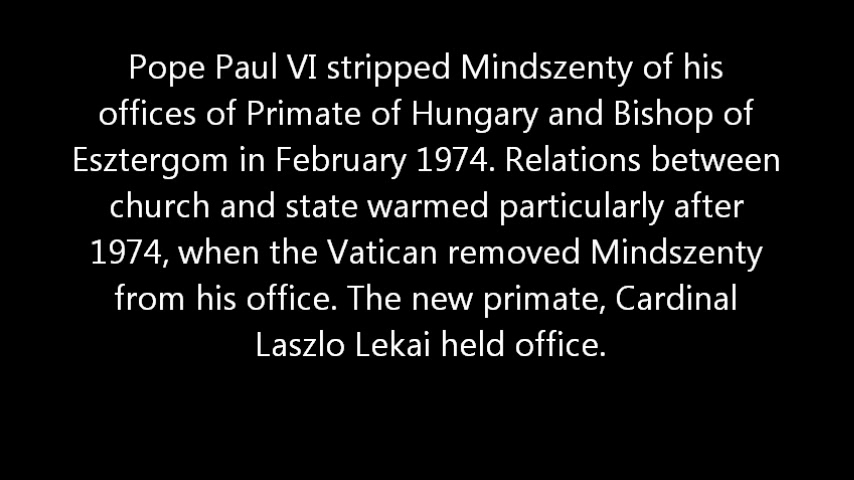 Pope Paul VI stripped Mindszenty of his
offices of Primate of Hungary and Bishop of
Esztergom in February 1974. Relations between
church and state warmed particularly after
1974, when the Vatican removed Mindszenty
from his office. The new primate, Cardinal
Laszlo Lekai held office.